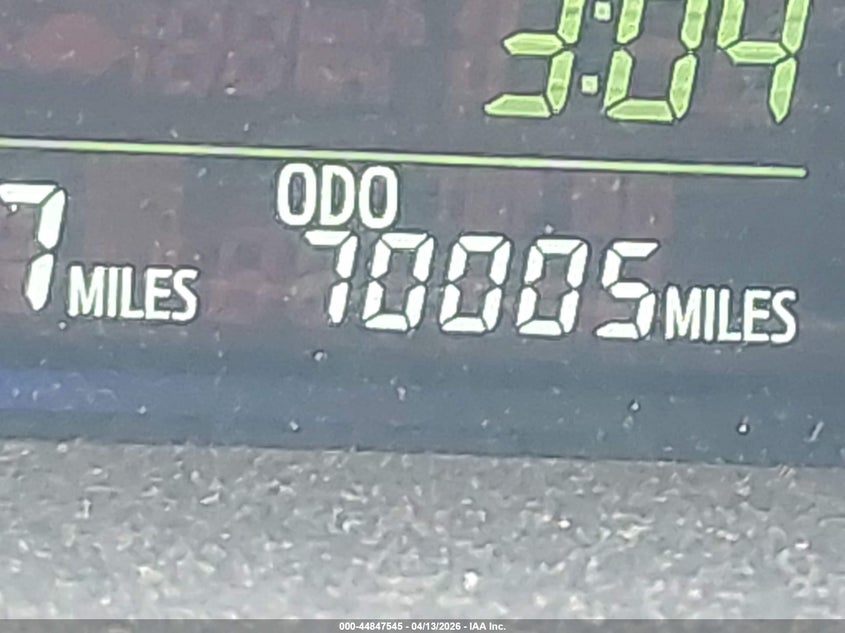 3:04
ODO
7 MILES 70005 MILES
000-44847545 - 04/13/2026 - IAA Inc.